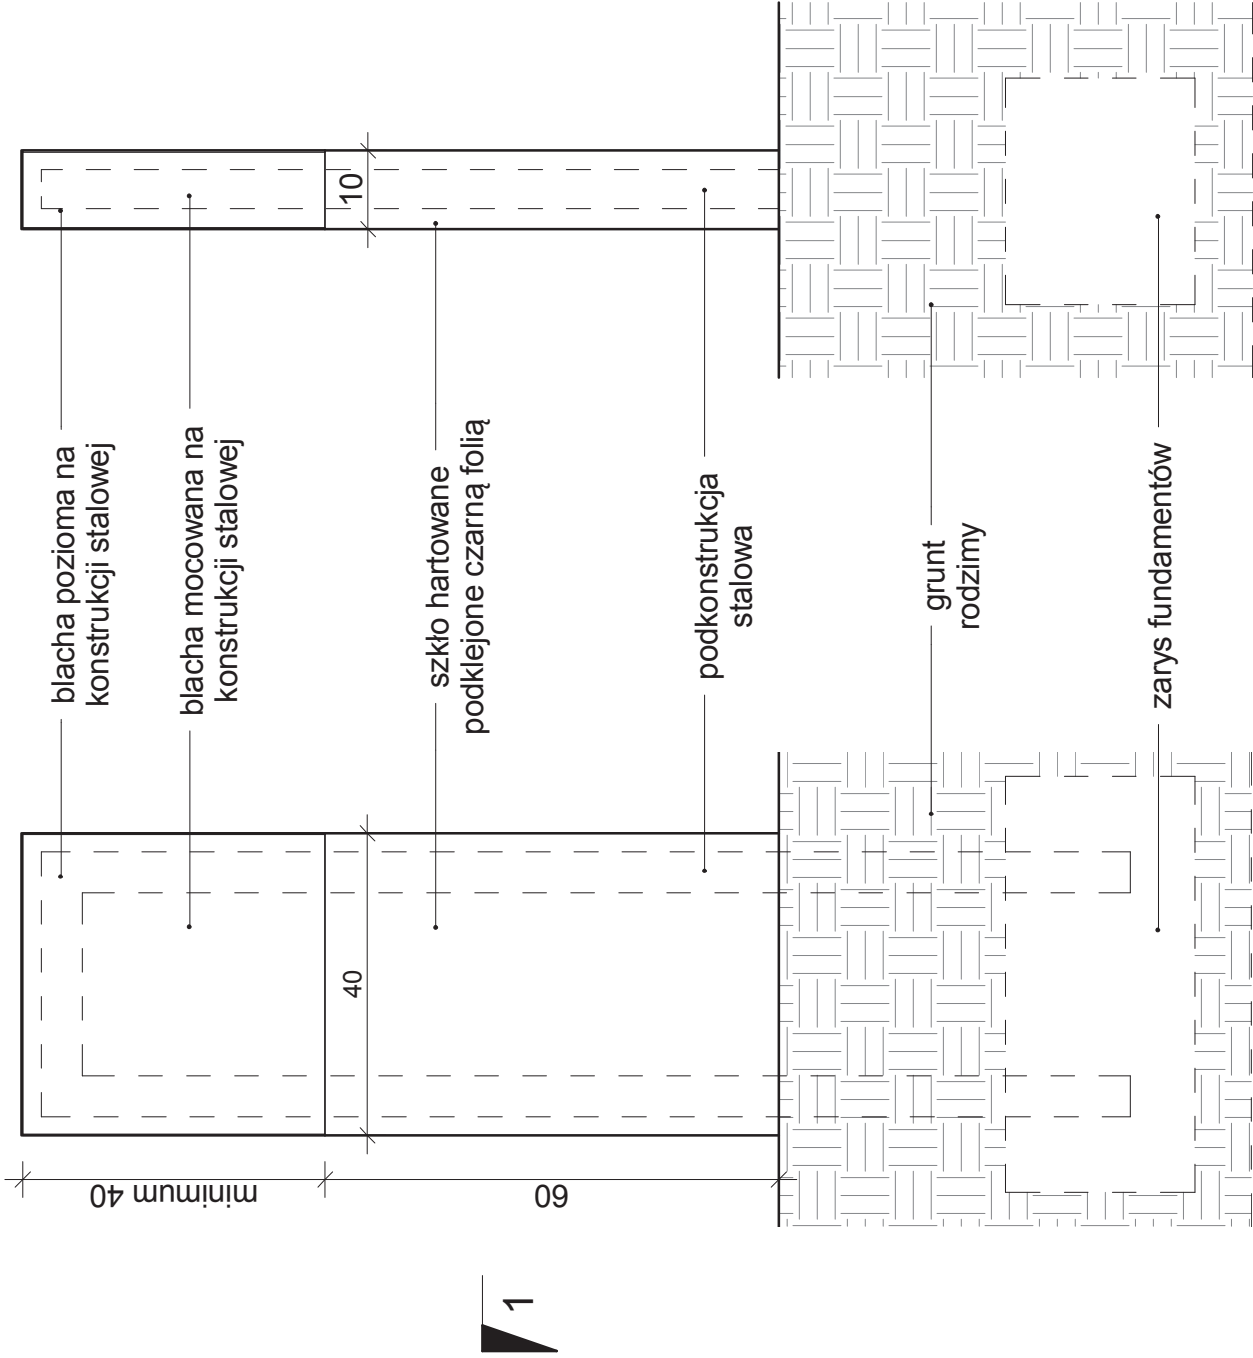 blacha pozioma na
konstrukcji stalowej
blacha mocowana na
konstrukcji stalowej
szkło hartowane
podklejone czarną folią
podkonstrukcja
stalowa
grunt
rodzimy
zarys fundamentów
10
40
minimum 40
60
1